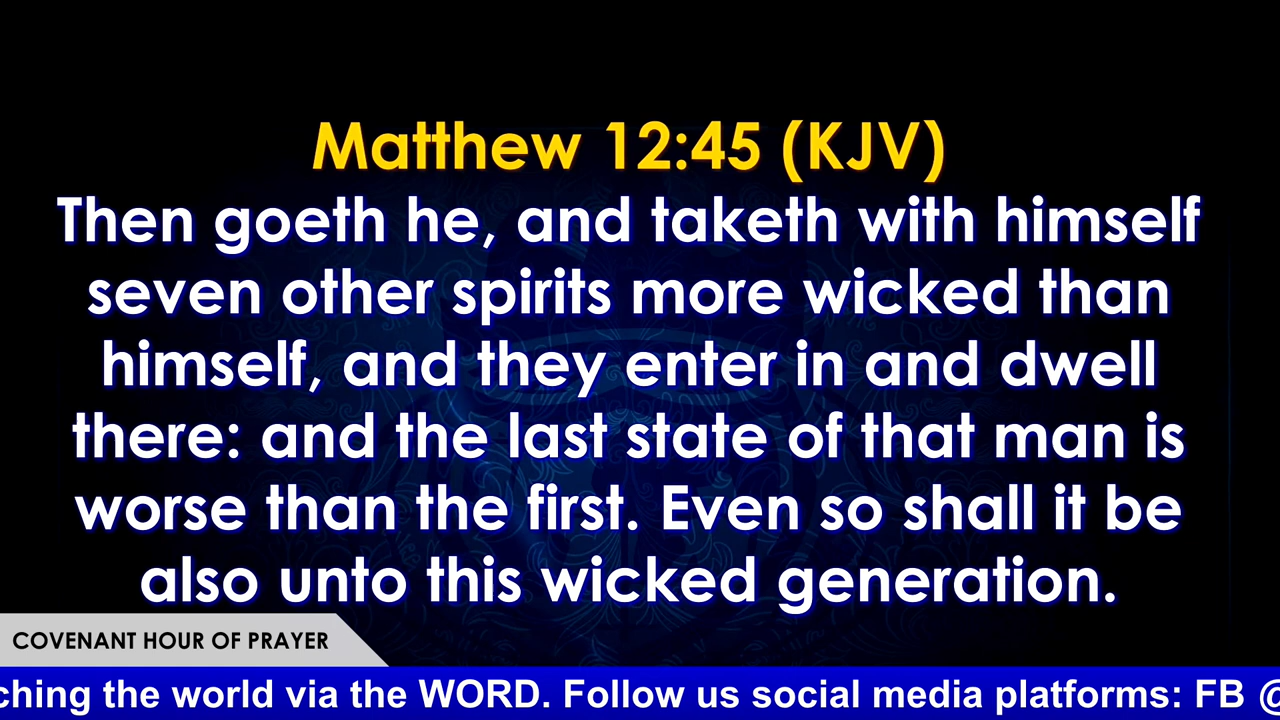 Matthew 12:45 (KJV)
Then goeth he, and taketh with himself
seven other spirits more wicked than
himself, and they enter in and dwell
there: and the last state of that man is
worse than the first. Even so shall it be
also unto this wicked generation.
COVENANT HOUR OF PRAYER
ching the world via the WORD. Follow us social media platforms: FB @